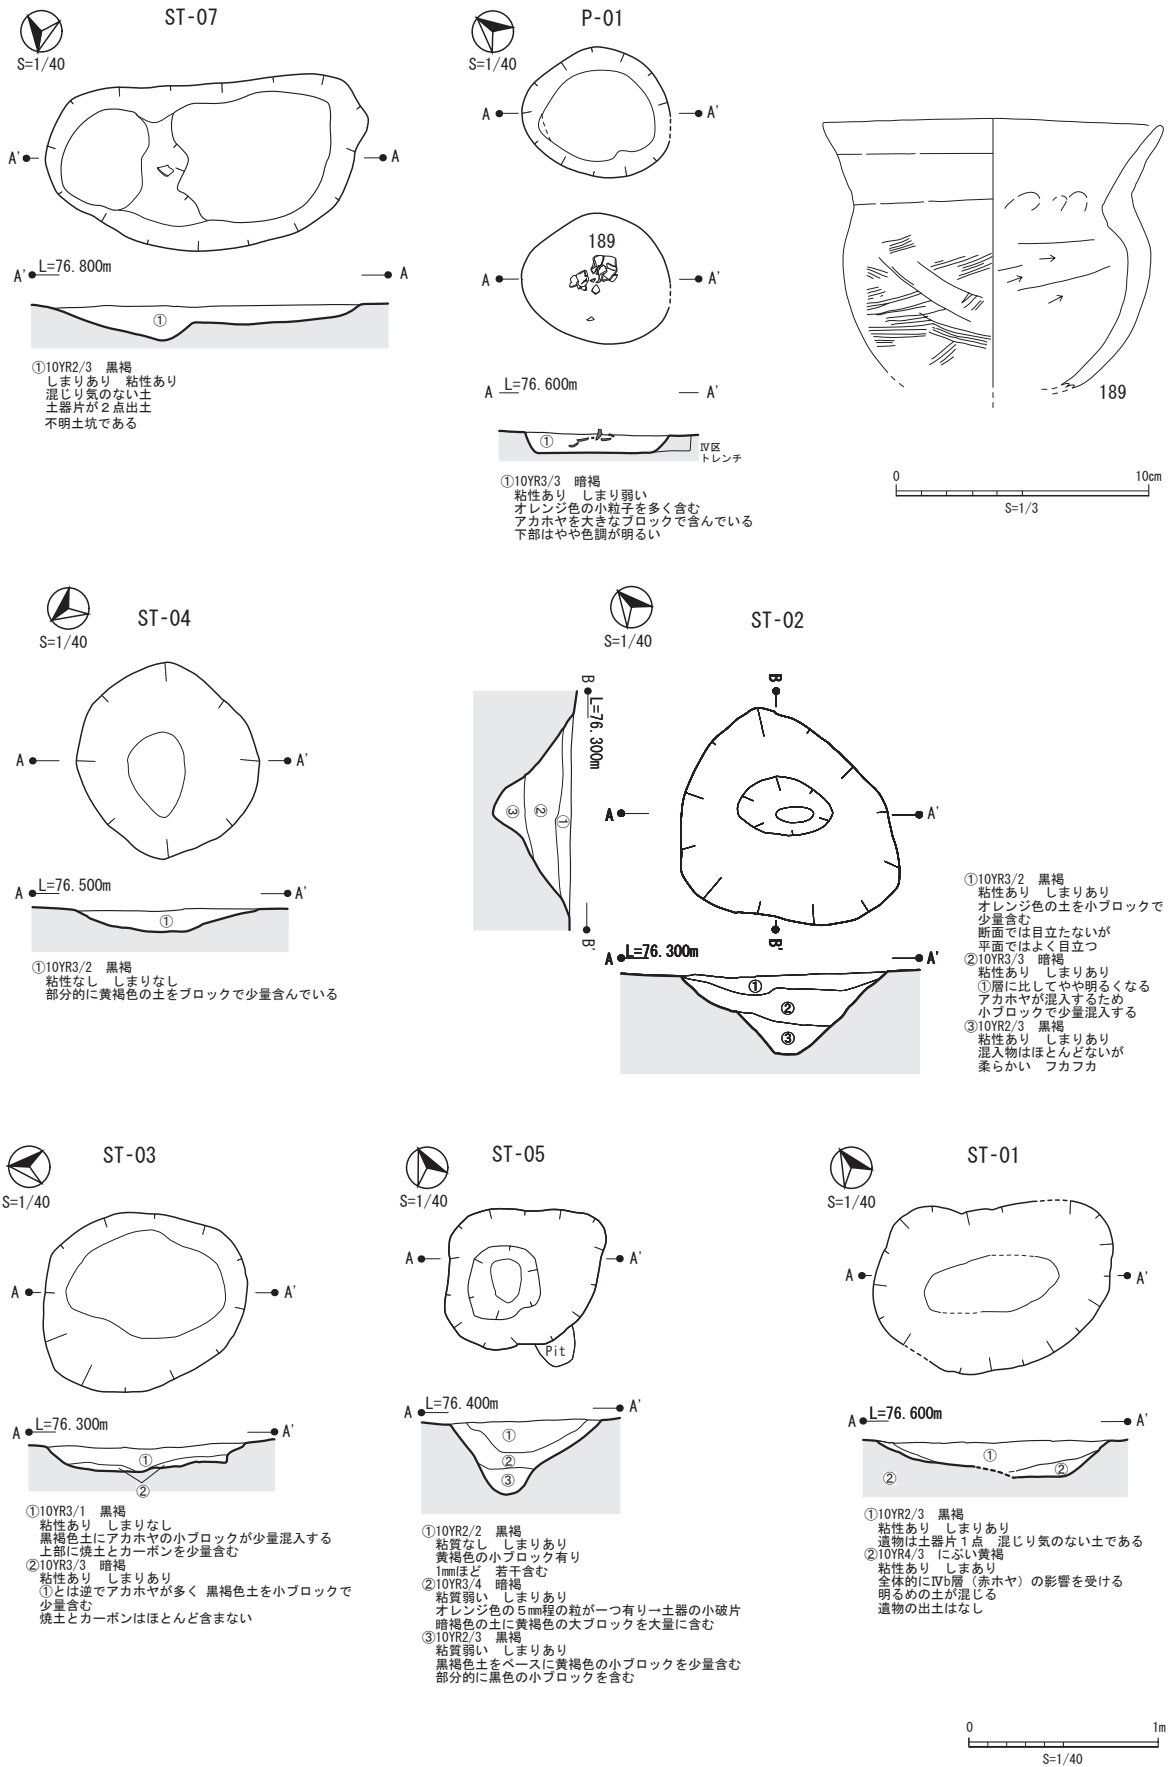 ST-07
S=1/40
A'
A
L=76.800m
A'
A
①
①10YR2/3 黒褐
しまりあり 粘性あり
混じり気のない土
土器片が２点出土
不明土坑である
P-01
S=1/40
A
A'
189
A
A'
L=76.600m
A
A'
①
Ⅳ区
トレンチ
①10YR3/3 暗褐
粘性あり しまり弱い
オレンジ色の小粒子を多く含む
アカホヤを大きなブロックで含んでいる
下部はやや色調が明るい
189
0 10cm
S=1/3
ST-04
S=1/40
A
A'
L=76.500m
A
A'
①
①10YR3/2 黒褐
粘性なし しまりなし
部分的に黄褐色の土をブロックで少量含んでいる
ST-02
S=1/40
B
L=76.300m
③
②
①
B'
B
A
A'
B'
L=76.300m
A
A'
①
②
③
①10YR3/2 黒褐
粘性あり しまりあり
オレンジ色の土を小ブロックで
少量含む
断面では目立たないが
平面ではよく目立つ
②10YR3/3 暗褐
粘性あり しまりあり
①層に比してやや明るくなる
アカホヤが混入するため
小ブロックで少量混入する
③10YR2/3 黒褐
粘性あり しまりあり
混入物はほとんどないが
柔らかい フカフカ
ST-03
S=1/40
A
A'
L=76.300m
A
A'
①
②
①10YR3/1 黒褐
粘性あり しまりなし
黒褐色土にアカホヤの小ブロックが少量混入する
上部に焼土とカーボンを少量含む
②10YR3/3 暗褐
粘性あり しまりあり
①とは逆でアカホヤが多く 黒褐色土を小ブロックで
少量含む
焼土とカーボンはほとんど含まない
ST-05
S=1/40
A
A'
Pit
L=76.400m
A
A'
①
②
③
①10YR2/2 黒褐
粘質なし しまりあり
黄褐色の小ブロック有り
1㎜ほど 若干含む
②10YR3/4 暗褐
粘質弱い しまりあり
オレンジ色の５㎜程の粒が一つ有り→土器の小破片
暗褐色の土に黄褐色の大ブロックを大量に含む
③10YR2/3 黒褐
粘質弱い しまりあり
黒褐色土をベースに黄褐色の小ブロックを少量含む
部分的に黒色の小ブロックを含む
ST-01
S=1/40
A
A'
L=76.600m
A
A'
①
②
②
①10YR2/3 黒褐
粘性あり しまりあり
遺物は土器片１点 混じり気のない土である
②10YR4/3 にぶい黄褐
粘性あり しまあり
全体的にⅣb層（赤ホヤ）の影響を受ける
明るめの土が混じる
遺物の出土はなし
0 1m
S=1/40